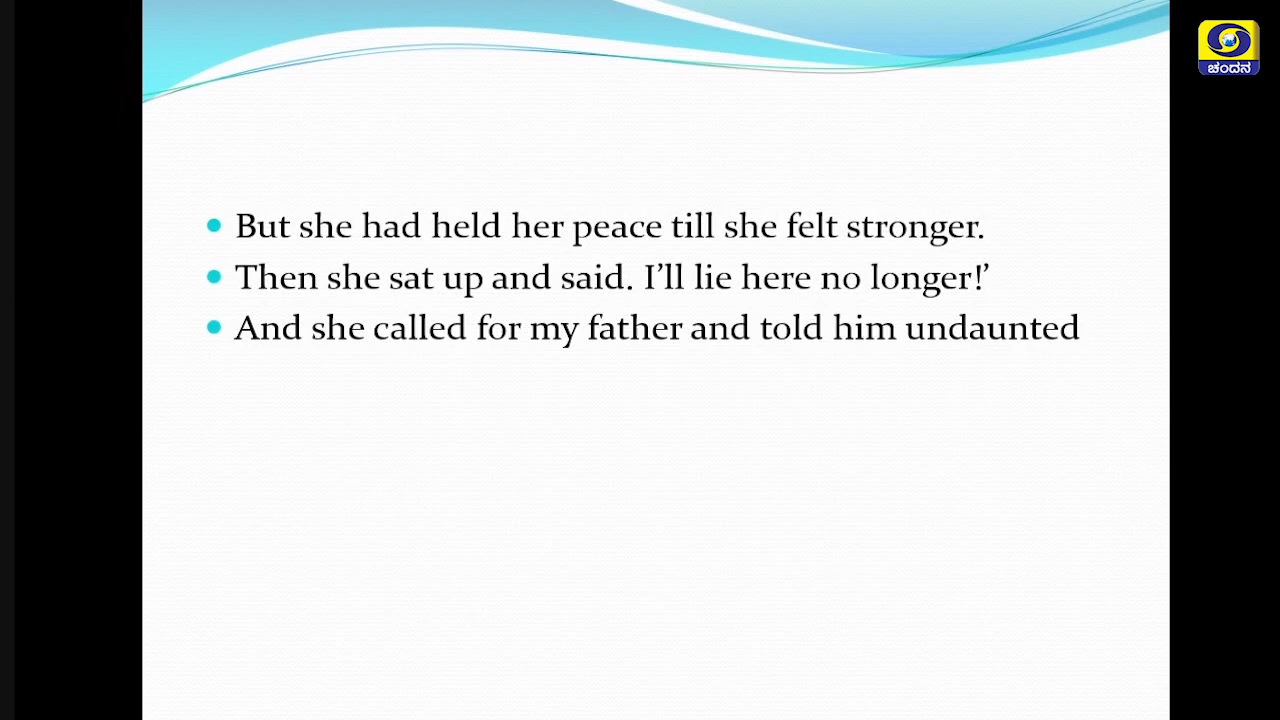 ಚಂದನ
But she had held her peace till she felt stronger.
Then she sat up and said. I’ll lie here no longer!’
And she called for my father and told him undaunted